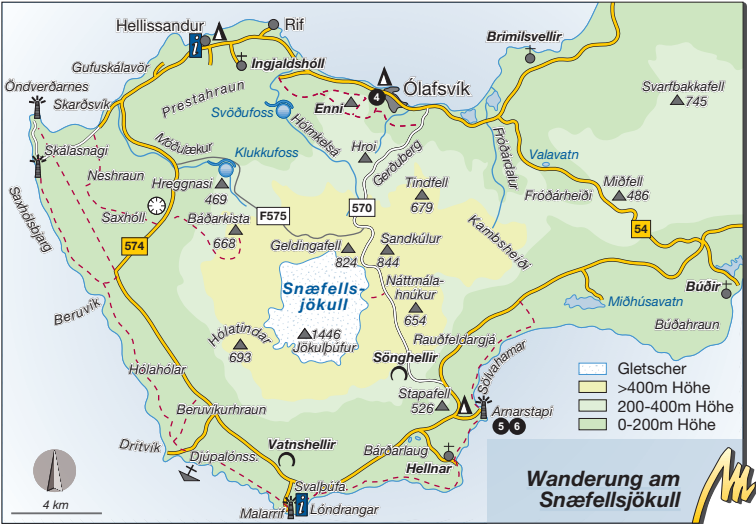 Hellissandur
Rif
Brimilsvellir
Gufuskálavör
Ingjaldshóll
Öndverðarnes
Skarðsvík
Prestahraun
Svöðufoss
Enni
4
Ólafsvík
Svarfbakkafell
745
Skálasnagi
Móðulækur
Hólmkelsá
Klukkufoss
Hroi
Gerðuberg
Fróðárdalur
Valavatn
Neshraun
Hreggnasi
469
Tindfell
679
Fróðárheiði
Miðfell
486
Saxhólsbjarg
Saxhóll
Báðarkista
668
F575
570
Kambsheiði
54
574
Geldingafell
824
Sandkúlur
844
Snæfells-
jökull
Náttmála-
hnúkur
654
Búðir
Miðhúsavatn
Beruvík
Búðahraun
Hólatindar
693
1446
Jökulþúfur
Rauðfeldargjá
Sönghellir
Sölvahamar
Gletscher
>400m Höhe
200-400m Höhe
0-200m Höhe
Hólahólar
Stapafell
526
Arnarstapi
5 6
Beruvíkurhraun
Dritvík
Djúpalónss.
Vatnshellir
Bárðarlaug
Hellnar
Svalþúfa
Malarrif
Lóndrangar
4 km
Wanderung am
Snæfellsjökull